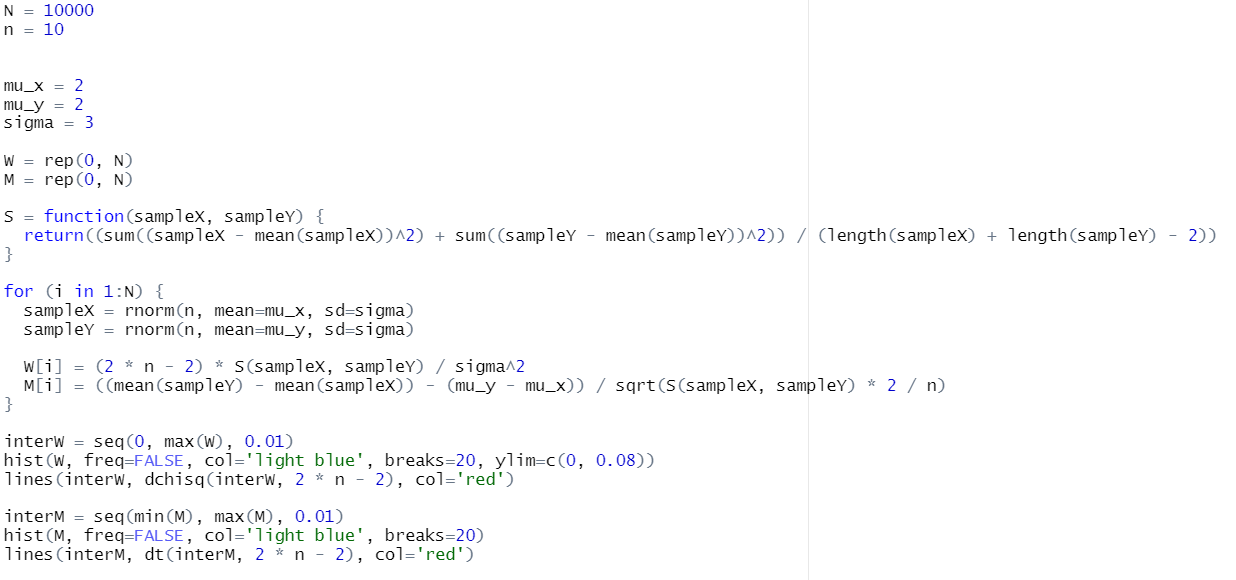 N = 10000
n = 10
mu_x = 2
mu_y = 2
sigma = 3
W = rep(0, N)
M = rep(0, N)
S = function(sampleX, sampleY) {
  return((sum((sampleX - mean(sampleX))^2) + sum((sampleY - mean(sampleY))^2)) / (length(sampleX) + length(sampleY) - 2))
}
for (i in 1:N) {
  sampleX = rnorm(n, mean=mu_x, sd=sigma)
  sampleY = rnorm(n, mean=mu_y, sd=sigma)
  W[i] = (2 * n - 2) * S(sampleX, sampleY) / sigma^2
  M[i] = ((mean(sampleY) - mean(sampleX)) - (mu_y - mu_x)) / sqrt(S(sampleX, sampleY) * 2 / n)
}
interW = seq(0, max(W), 0.01)
hist(W, freq=FALSE, col='light blue', breaks=20, ylim=c(0, 0.08))
lines(interW, dchisq(interW, 2 * n - 2), col='red')
interM = seq(min(M), max(M), 0.01)
hist(M, freq=FALSE, col='light blue', breaks=20)
lines(interM, dt(interM, 2 * n - 2), col='red')